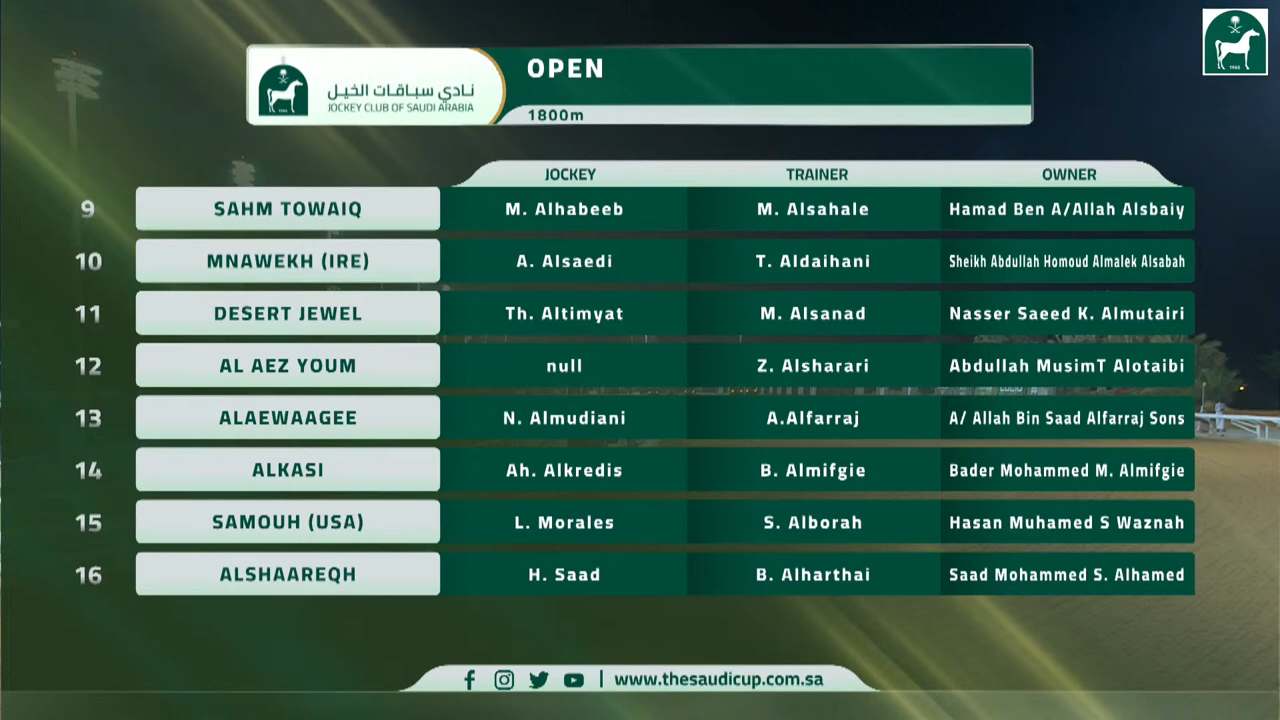 OPEN
نادي سباقات الخيل
JOCKEY CLUB OF SAUDI ARABIA
1800m
JOCKEY TRAINER OWNER
9 SAHM TOWAIQ M. Alhabeeb M. Alsahale Hamad Ben A/Allah Alsbaiy
10 MNAWEKH (IRE) A. Alsaedi T. Aldaihani Sheikh Abdullah Homoud Almalek Alsabah
11 DESERT JEWEL Th. Altimyat M. Alsanad Nasser Saeed K. Almutairi
12 AL AEZ YOUM null Z. Alsharari Abdullah MusimT Alotaibi
13 ALAEWAAGEE N. Almudiani A.Alfarraj A/ Allah Bin Saad Alfarraj Sons
14 ALKASI Ah. Alkredis B. Almifgie Bader Mohammed M. Almifgie
15 SAMOUH (USA) L. Morales S. Alborah Hasan Muhamed S Waznah
16 ALSHAAREQH H. Saad B. Alharthai Saad Mohammed S. Alhamed
www.thesaudicup.com.sa